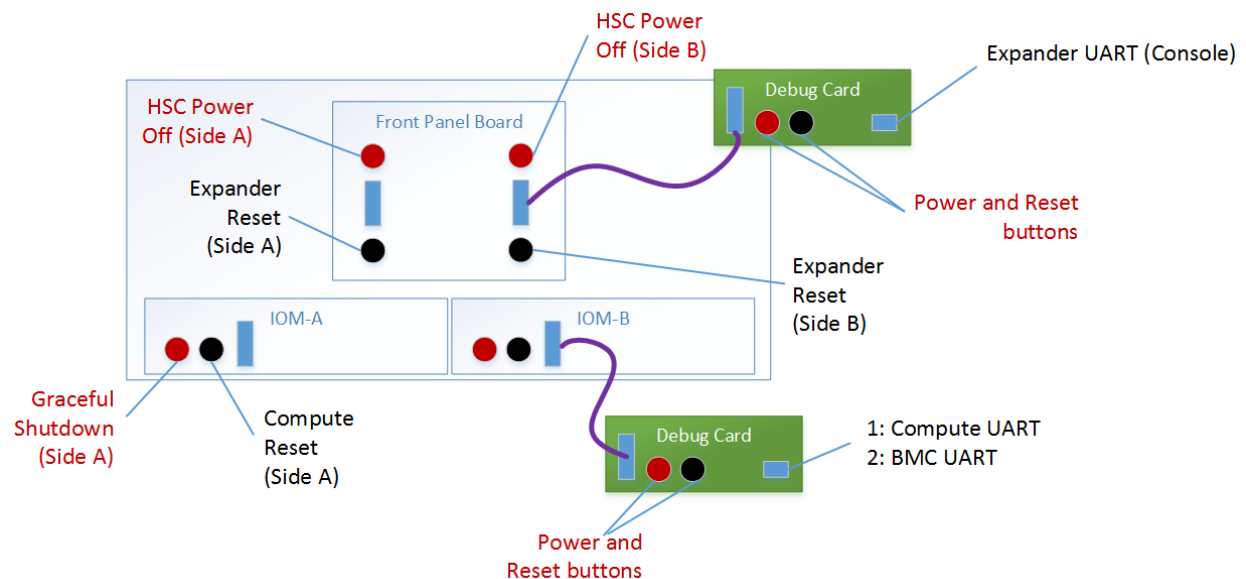 HSC Power
Off (Side B)
Expander UART (Console)
Debug Card
HSC Power
Off (Side A)
Front Panel Board
Expander
Reset
(Side A)
Power and Reset
buttons
Expander
Reset
(Side B)
IOM-A
IOM-B
Graceful
Shutdown
(Side A)
Compute
Reset
(Side A)
Debug Card
1: Compute UART
2: BMC UART
Power and
Reset buttons